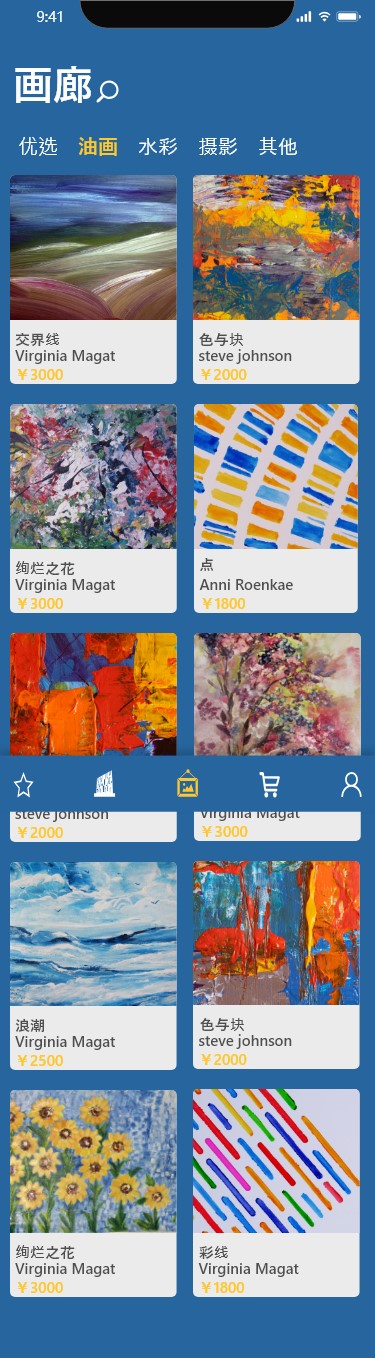 9:41
画廊
优选 油画 水彩 摄影 其他
交界线
Virginia Magat
￥3000
色与块
steve johnson
￥2000
绚烂之花
Virginia Magat
￥3000
点
Anni Roenkae
￥1800
steve johnson
￥2000
Virginia Magat
￥3000
浪潮
Virginia Magat
￥2500
色与块
steve johnson
￥2000
绚烂之花
Virginia Magat
￥3000
彩线
Virginia Magat
￥1800